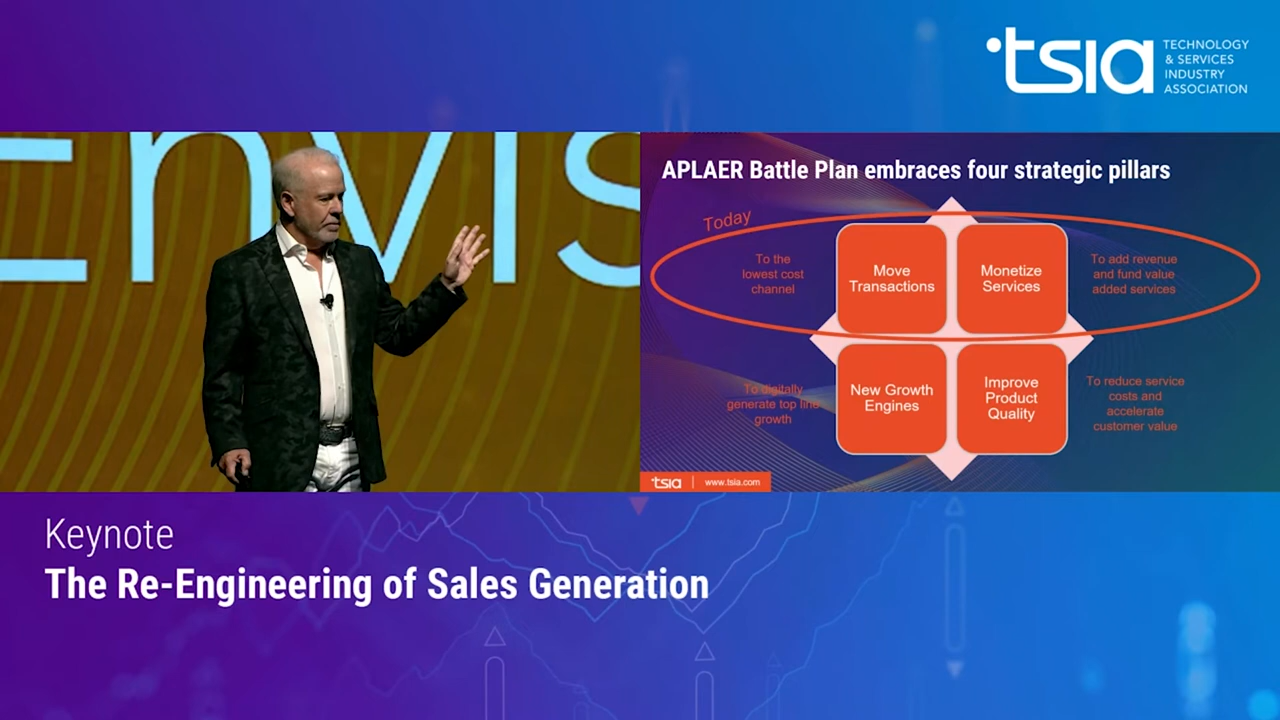 tsia
TECHNOLOGY
& SERVICES
INDUSTRY
ASSOCIATION
Envis
APLAER Battle Plan embraces four strategic pillars
Today
To the
lowest cost
channel
Move
Transactions
Monetize
Services
To add revenue
and fund value
added services
To digitally
generate top line
growth
New Growth
Engines
Improve
Product
Quality
To reduce service
costs and
accelerate
customer value
tsia | www.tsia.com
Keynote
The Re-Engineering of Sales Generation